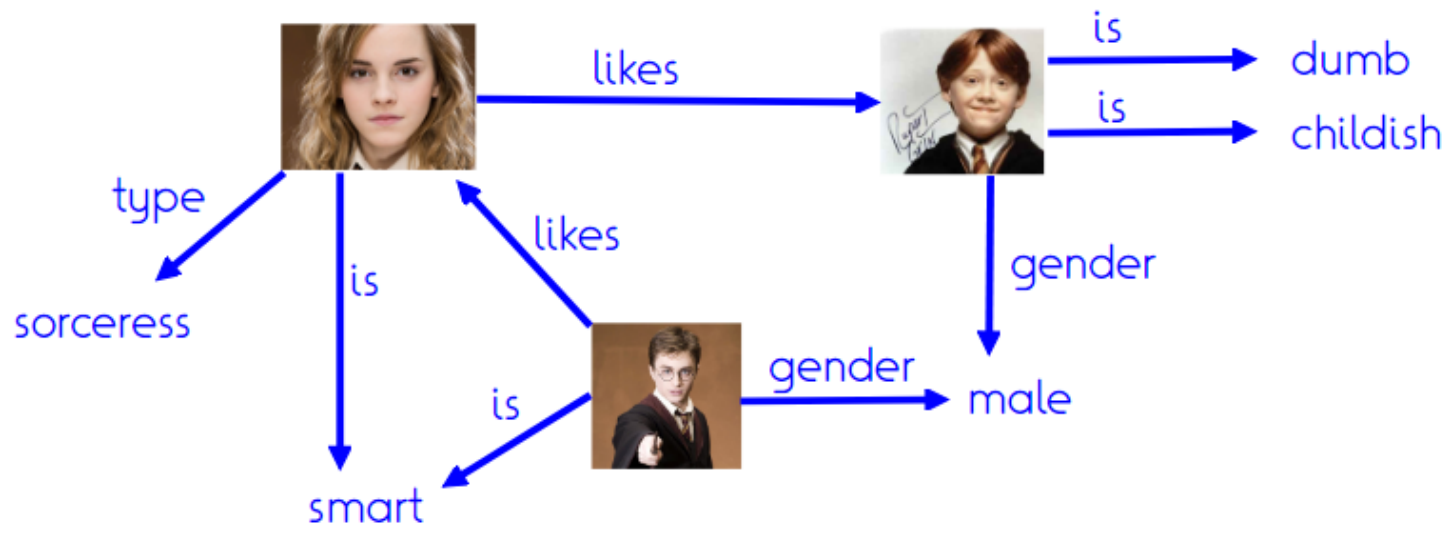 is
dumb
likes
is
childish
type
likes
is
gender
sorceress
gender
is
male
smart